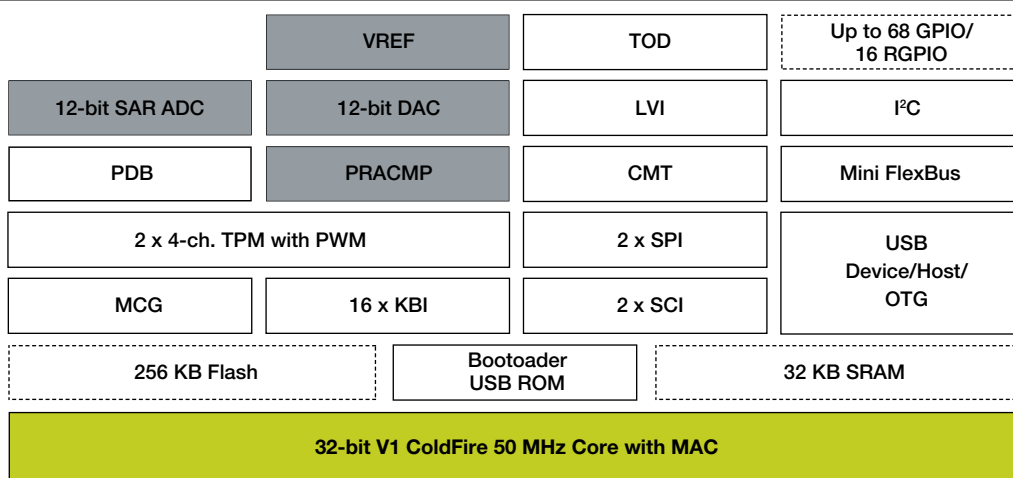 VREF
TOD
Up to 68 GPIO/
16 RGPIO
12-bit SAR ADC
12-bit DAC
LVI
I²C
PDB
PRACMP
CMT
Mini FlexBus
2 x 4-ch. TPM with PWM
2 x SPI
USB
Device/Host/
OTG
MCG
16 x KBI
2 x SCI
256 KB Flash
Bootoader
USB ROM
32 KB SRAM
32-bit V1 ColdFire 50 MHz Core with MAC